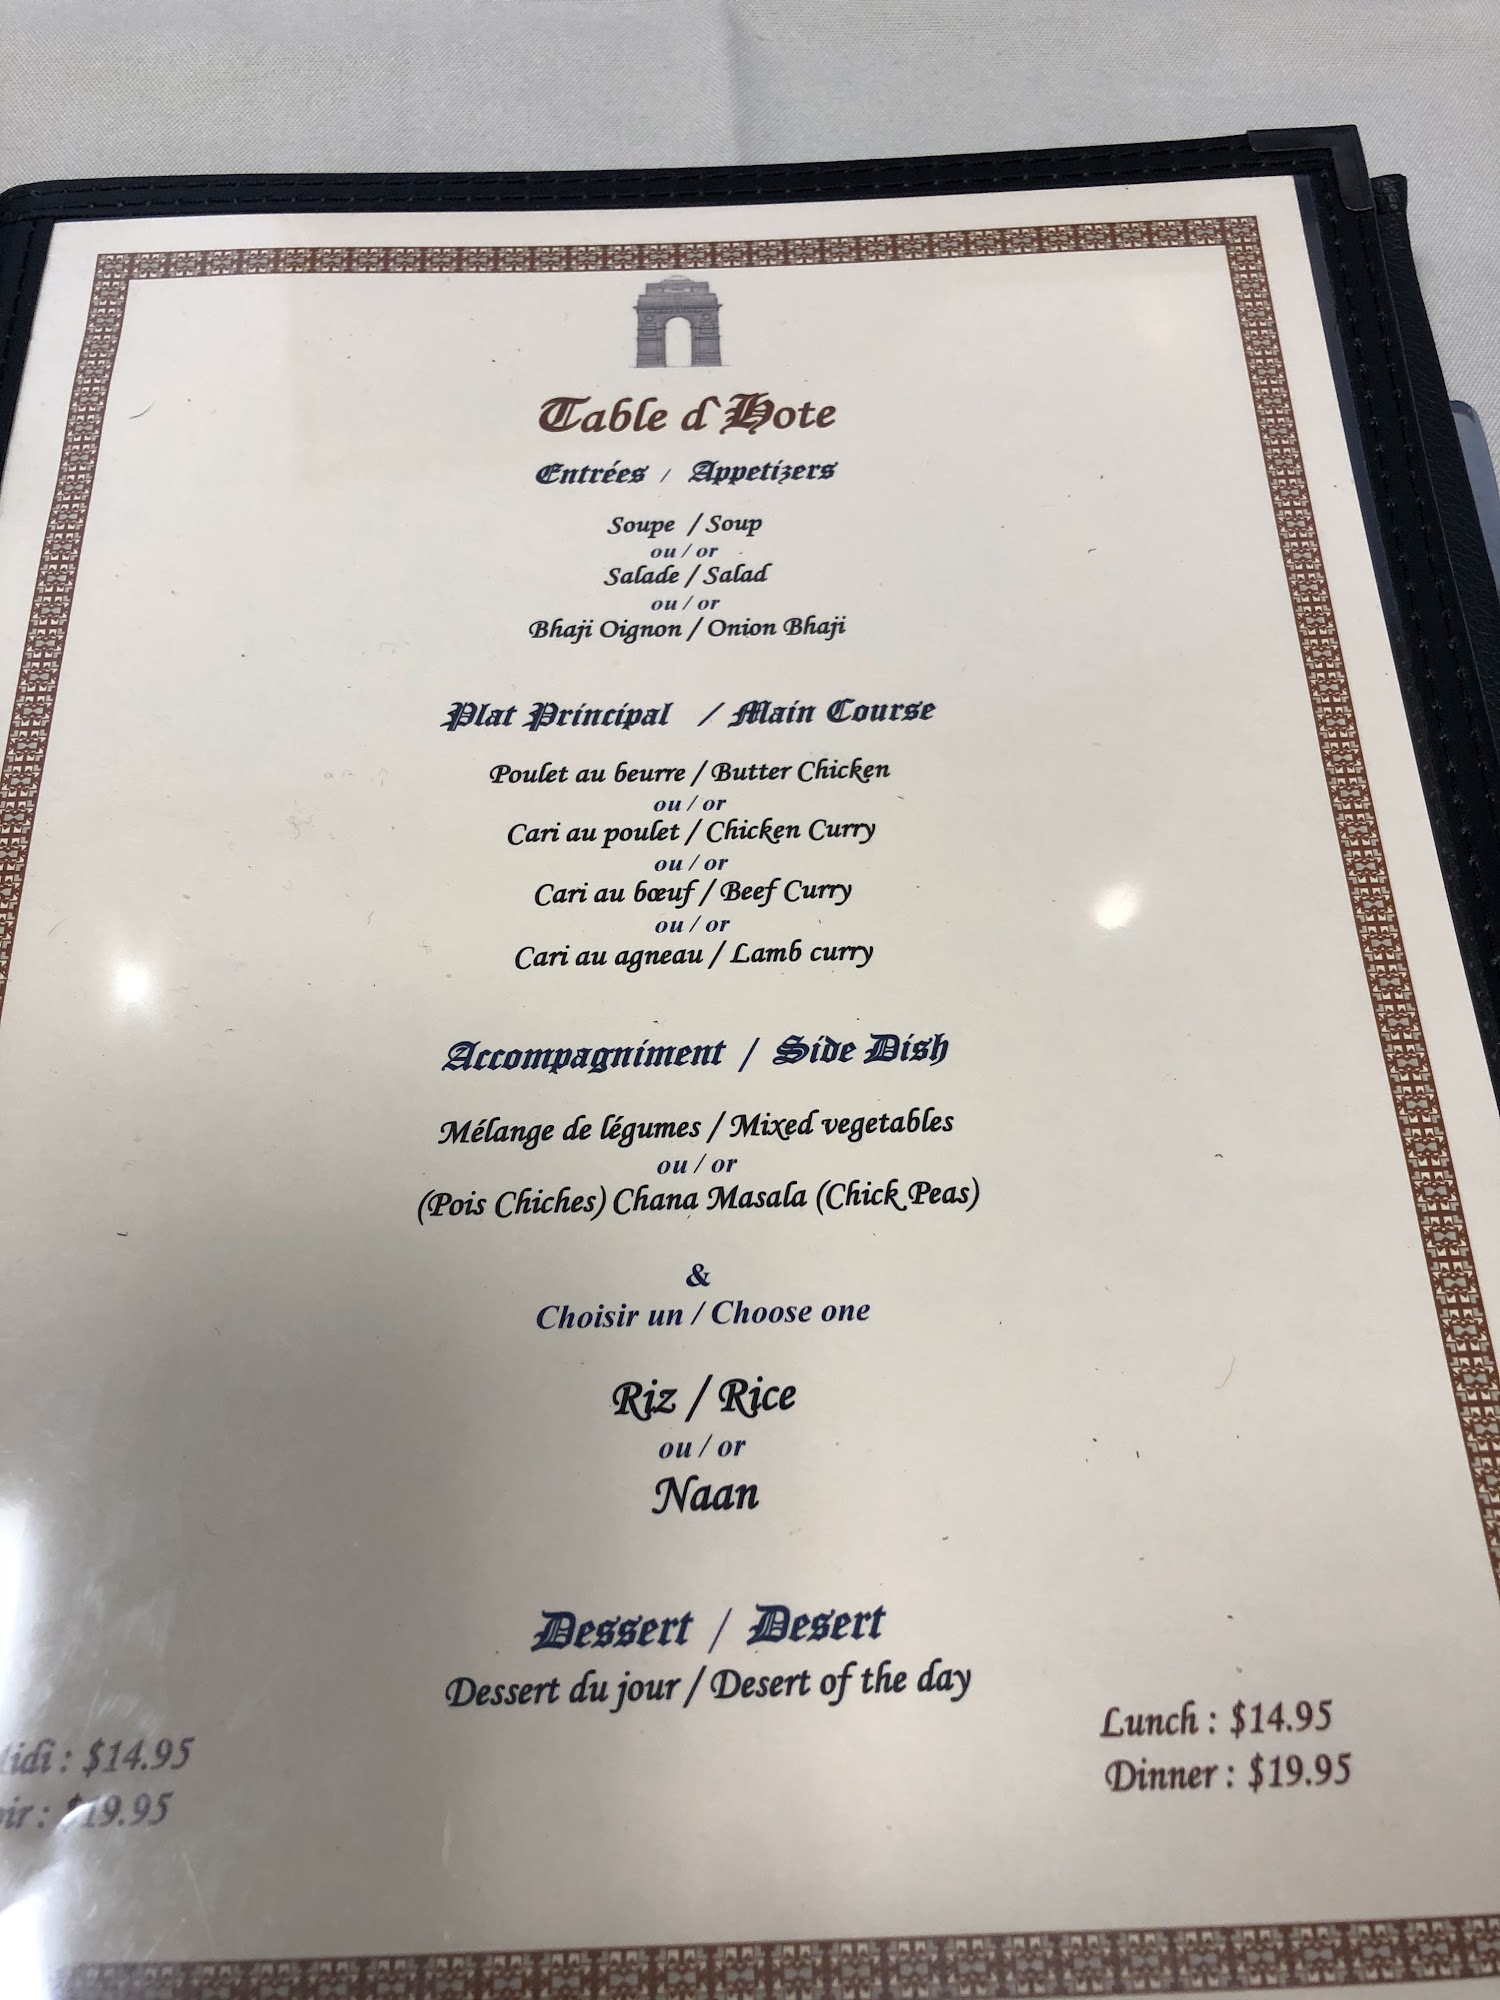 Table d`Hote
Entrées / Appetizers
Soupe / Soup
ou / or
Salade / Salad
ou / or
Bhaji Oignon / Onion Bhaji
Plat Principal / Main Course
Poulet au beurre / Butter Chicken
ou / or
Cari au poulet / Chicken Curry
ou / or
Cari au bœuf / Beef Curry
ou / or
Cari au agneau / Lamb curry
Accompagniment / Side Dish
Mélange de légumes / Mixed vegetables
ou / or
(Pois Chiches) Chana Masala (Chick Peas)
&
Choisir un / Choose one
Riz / Rice
ou / or
Naan
Dessert / Desert
Dessert du jour / Desert of the day
: $14.95
: $19.95
Lunch : $14.95
Dinner : $19.95